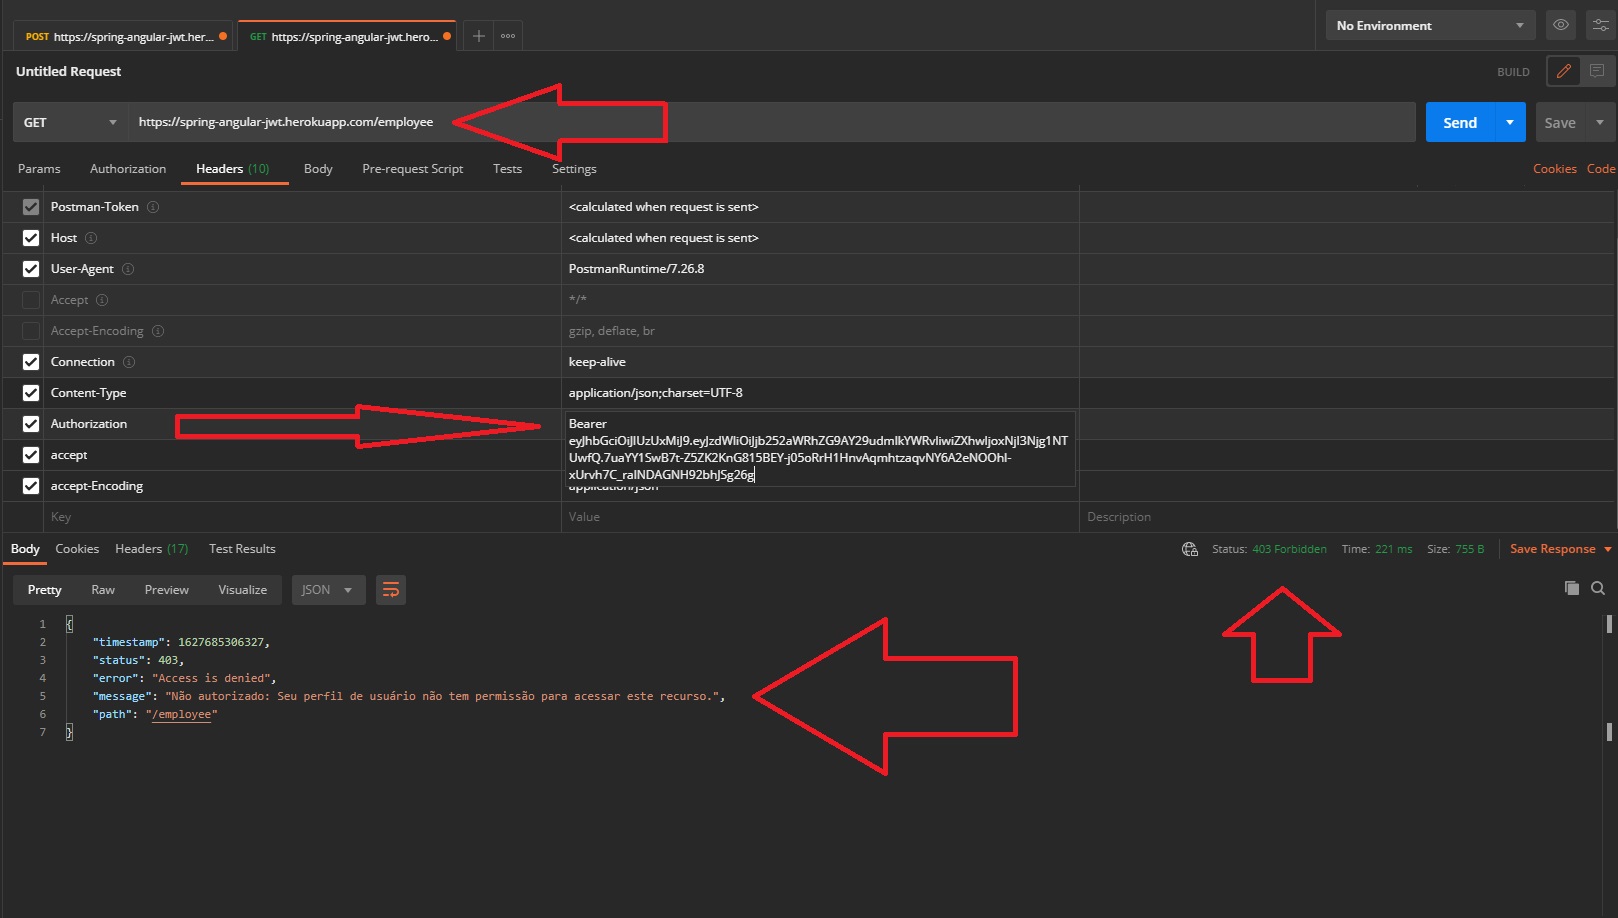 POST https://spring-angular-jwt.her...
GET https://spring-angular-jwt.hero...
No Environment
Untitled Request
BUILD
GET
https://spring-angular-jwt.herokuapp.com/employee
Send
Save
Params Authorization Headers (10) Body Pre-request Script Tests Settings
Cookies Code
Postman-Token <calculated when request is sent>
Host <calculated when request is sent>
User-Agent PostmanRuntime/7.26.8
Accept */*
Accept-Encoding gzip, deflate, br
Connection keep-alive
Content-Type application/json;charset=UTF-8
Authorization Bearer
accept
accept-Encoding application/json
Key Value Description
Body Cookies Headers (17) Test Results
Status: 403 Forbidden Time: 221 ms Size: 755 B Save Response
Pretty Raw Preview Visualize JSON
1 {
2 "timestamp": 1627685306327,
3 "status": 403,
4 "error": "Access is denied",
5 "message": "Não autorizado: Seu perfil de usuário não tem permissão para acessar este recurso.",
6 "path": "/employee"
7 }